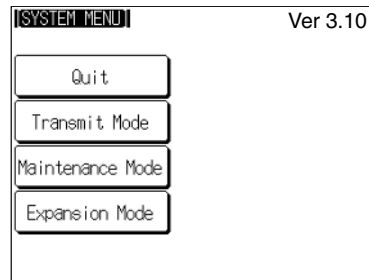 [SYSTEM MENU] Ver 3.10
Quit
Transmit Mode
Maintenance Mode
Expansion Mode